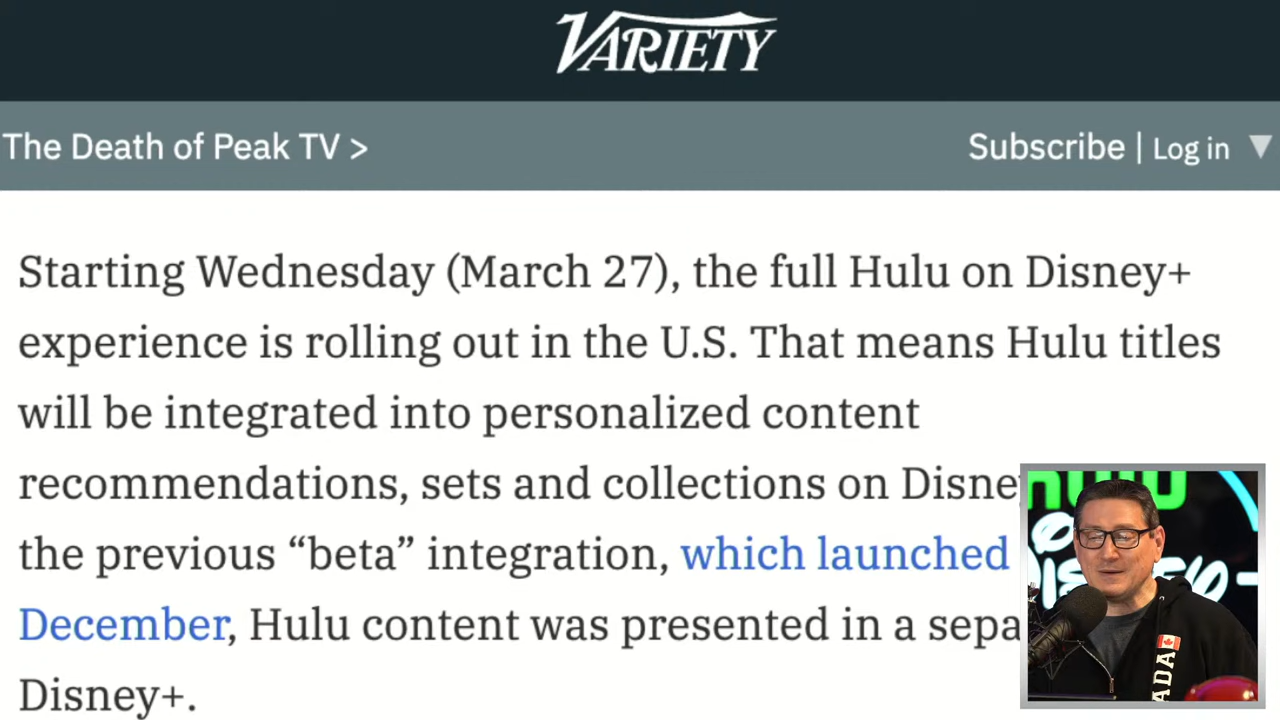 VARIETY
The Death of Peak TV > Subscribe | Log in ▼
Starting Wednesday (March 27), the full Hulu on Disney+
experience is rolling out in the U.S. That means Hulu titles
will be integrated into personalized content
recommendations, sets and collections on Disne
the previous “beta” integration, which launched
December, Hulu content was presented in a sepa
Disney+.
ADA